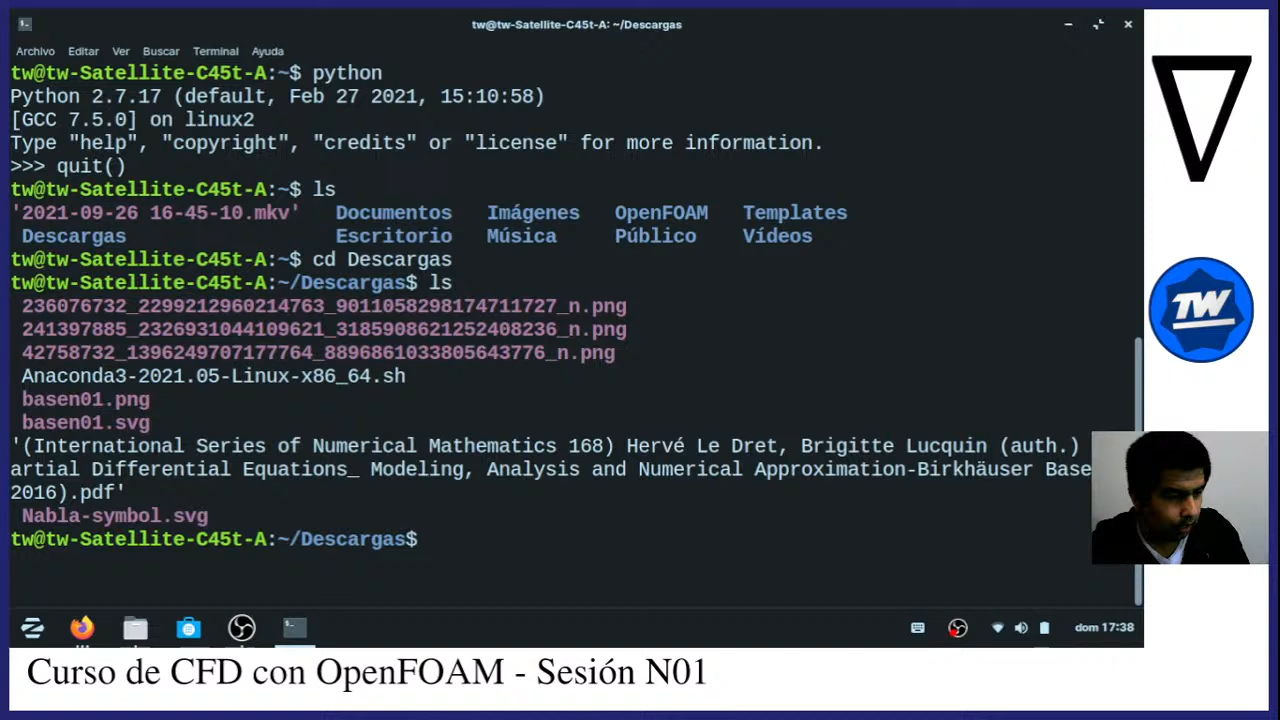 tw@tw-Satellite-C45t-A: ~/Descargas
Archivo Editar Ver Buscar Terminal Ayuda
tw@tw-Satellite-C45t-A:~$ python
Python 2.7.17 (default, Feb 27 2021, 15:10:58)
[GCC 7.5.0] on linux2
Type "help", "copyright", "credits" or "license" for more information.
>>> quit()
tw@tw-Satellite-C45t-A:~$ ls
'2021-09-26 16-45-10.mkv' Documentos Imágenes OpenFOAM Templates
Descargas Escritorio Música Público Vídeos
tw@tw-Satellite-C45t-A:~$ cd Descargas
tw@tw-Satellite-C45t-A:~/Descargas$ ls
236076732_2299212960214763_9011058298174711727_n.png
241397885_2326931044109621_3185908621252408236_n.png
42758732_1396249707177764_8896861033805643776_n.png
Anaconda3-2021.05-Linux-x86_64.sh
basen01.png
basen01.svg
'(International Series of Numerical Mathematics 168) Hervé Le Dret, Brigitte Lucquin (auth.)
artial Differential Equations_ Modeling, Analysis and Numerical Approximation-Birkhäuser Base
2016).pdf'
Nabla-symbol.svg
tw@tw-Satellite-C45t-A:~/Descargas$
TW
dom 17:38
Curso de CFD con OpenFOAM - Sesión N01